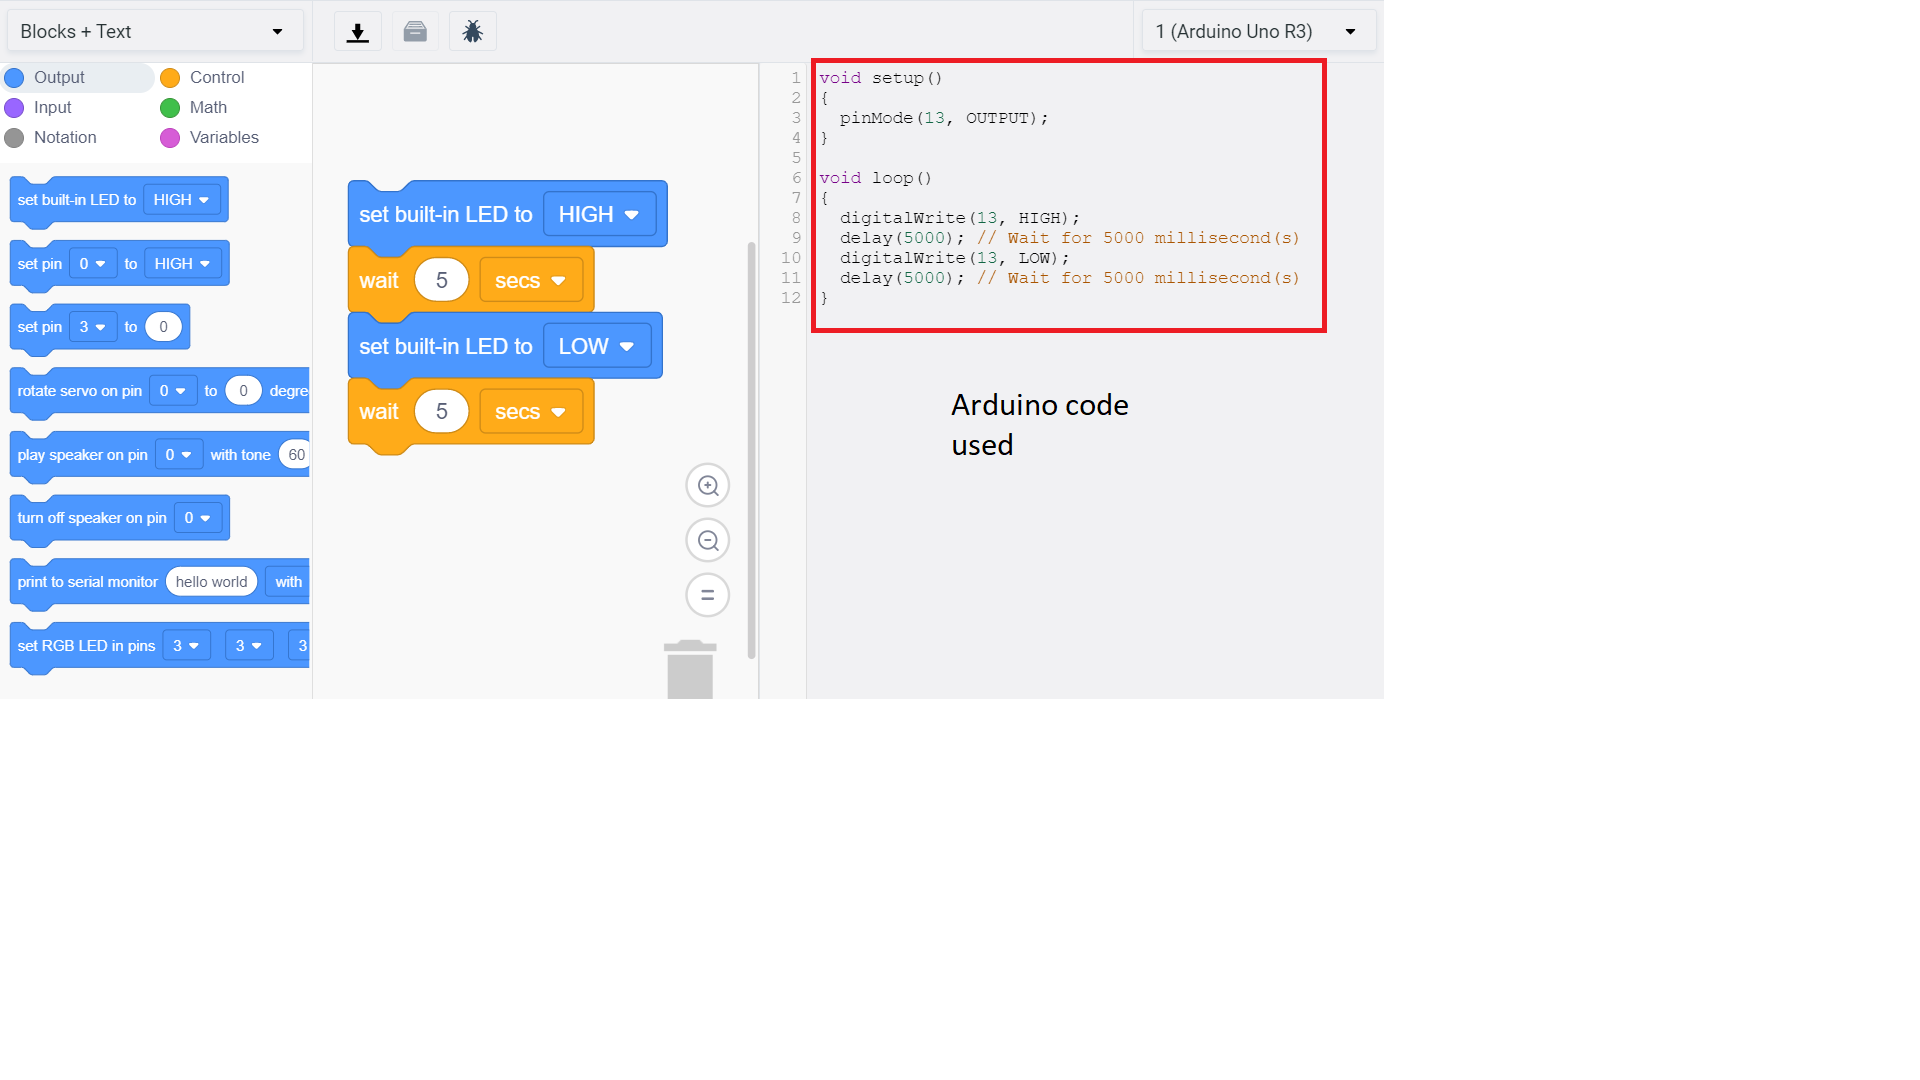 Blocks + Text
1 (Arduino Uno R3)
Output
Control
Input
Math
Notation
Variables
set built-in LED to HIGH
set pin 0 to HIGH
set pin 3 to 0
rotate servo on pin 0 to 0 degre
play speaker on pin 0 with tone 60
turn off speaker on pin 0
print to serial monitor hello world with
set RGB LED in pins 3 3 3
set built-in LED to HIGH
wait 5 secs
set built-in LED to LOW
wait 5 secs
1 void setup()
2 {
3 pinMode(13, OUTPUT);
4 }
5
6 void loop()
7 {
8 digitalWrite(13, HIGH);
9 delay(5000); // Wait for 5000 millisecond(s)
10 digitalWrite(13, LOW);
11 delay(5000); // Wait for 5000 millisecond(s)
12 }
Arduino code
used